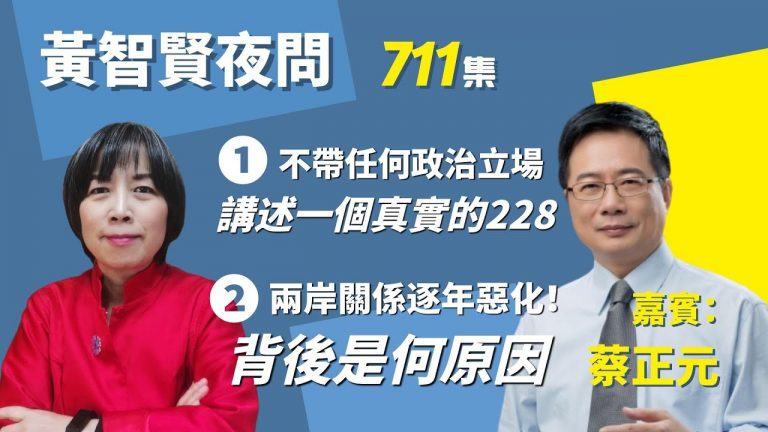 黃智賢夜問 711集
1 不帶任何政治立場
講述一個真實的228
2 兩岸關係逐年惡化!
背後是何原因
嘉賓:
蔡正元